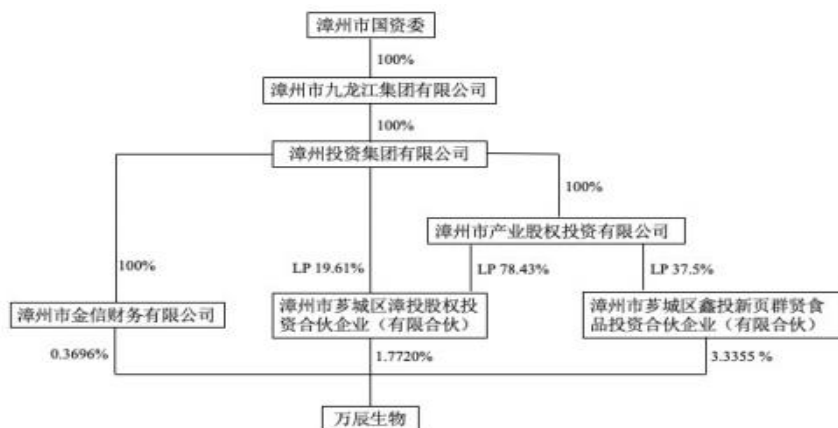 漳州市国资委
100%
漳州市九龙江集团有限公司
100%
漳州投资集团有限公司
100%
漳州市产业股权投资有限公司
100%
LP 19.61%
LP 78.43%
LP 37.5%
漳州市金信财务有限公司
漳州市芗城区漳投股权投
资合伙企业（有限合伙）
漳州市芗城区鑫投新页群贤食
品投资合伙企业（有限合伙）
0.3696%
1.7720%
3.3355 %
万辰生物